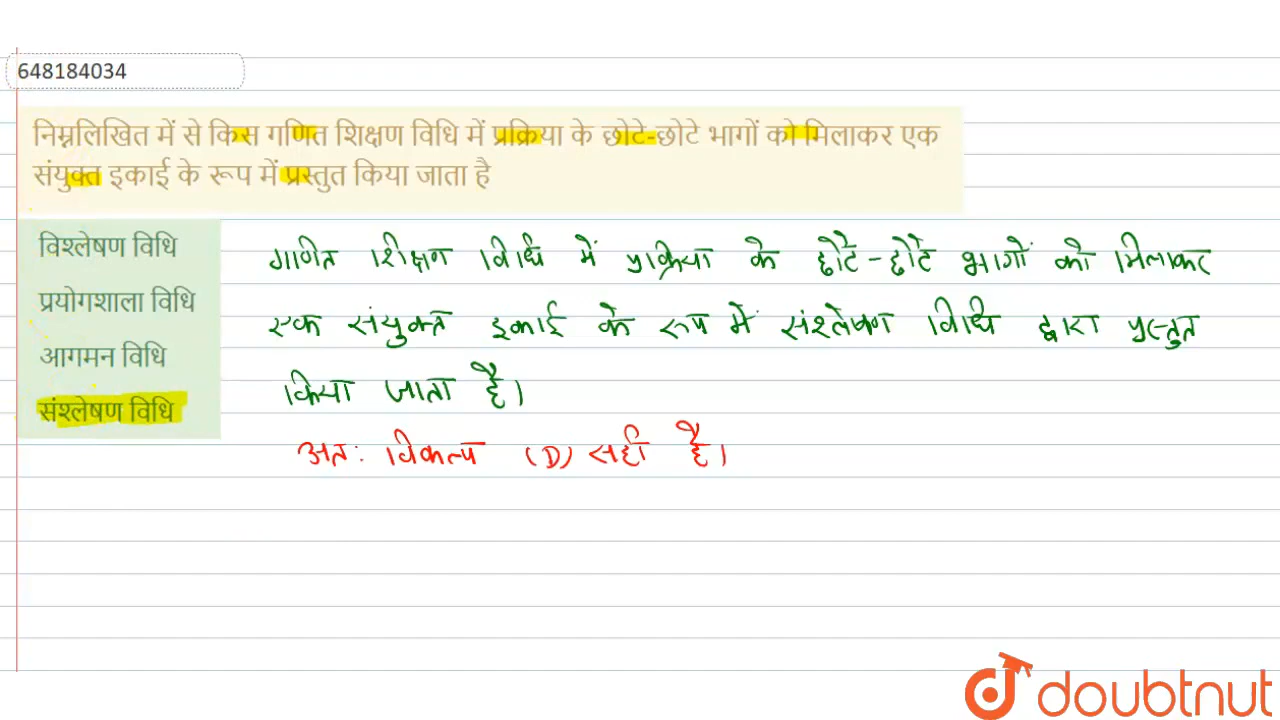 648184034
निम्नलिखित में से किस गणित शिक्षण विधि में प्रक्रिया के छोटे-छोटे भागों को मिलाकर एक
संयुक्त इकाई के रूप में प्रस्तुत किया जाता है
विश्लेषण विधि
प्रयोगशाला विधि
आगमन विधि
संश्लेषण विधि
गणित शिक्षण विधि में प्रक्रिया के छोटे-छोटे भागों को मिलाकर
एक संयुक्त इकाई के रूप में संश्लेषण विधि द्वारा प्रस्तुत
किया जाता है।
अतः विकल्प (D) सही है।
doubtnut